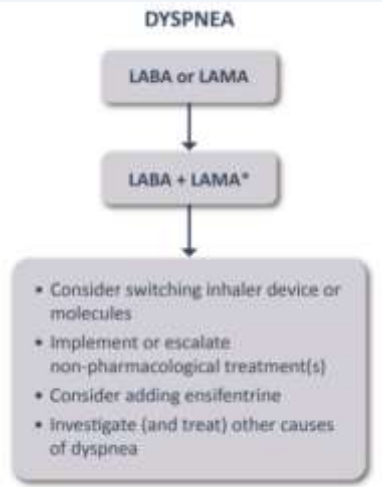 DYSPNEA
LABA or LAMA
LABA + LAMA*
• Consider switching inhaler device or
molecules
• Implement or escalate
non-pharmacological treatment(s)
• Consider adding ensifentrine
• Investigate (and treat) other causes
of dyspnea